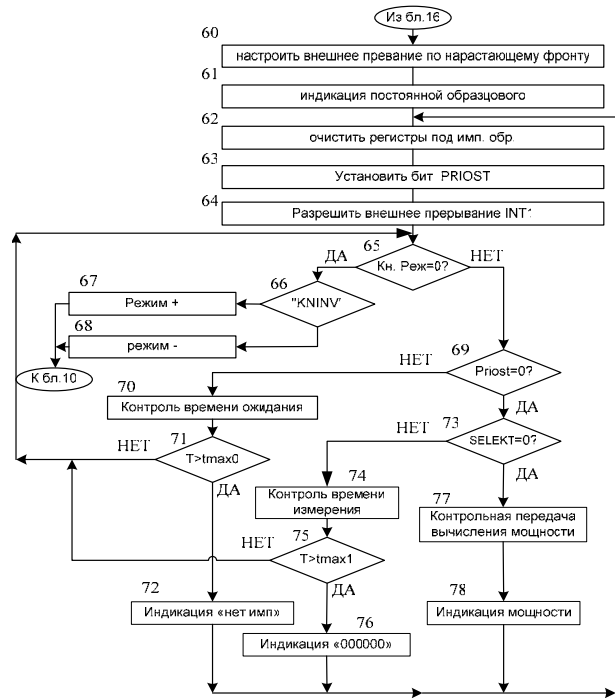 Из бл.16
60
настроить внешнее превание по нарастающему фронту
61
индикация постоянной образцового
62
очистить регистры под имп. обр.
63
Установить бит PRIOST
64
Разрешить внешнее прерывание INT1
65
Кн. Реж=0?
ДА
НЕТ
66
"KNINV"
67
Режим +
68
режим -
К бл.10
69
Priost=0?
НЕТ
ДА
70
Контроль времени ожидания
71
T>tmax0
НЕТ
ДА
72
Индикация «нет имп»
73
SELEKT=0?
НЕТ
ДА
74
Контроль времени
измерения
75
T>tmax1
НЕТ
ДА
76
Индикация «000000»
77
Контрольная передача
вычисления мощности
78
Индикация мощности